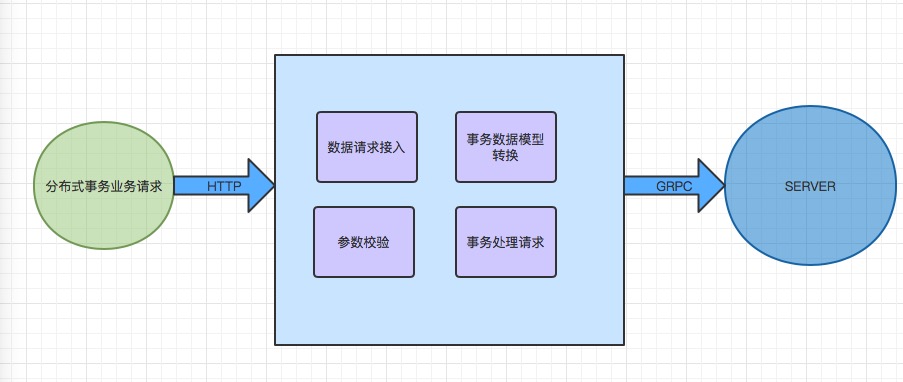 分布式事务业务请求
HTTP
数据请求接入
事务数据模型
转换
参数校验
事务处理请求
GRPC
SERVER